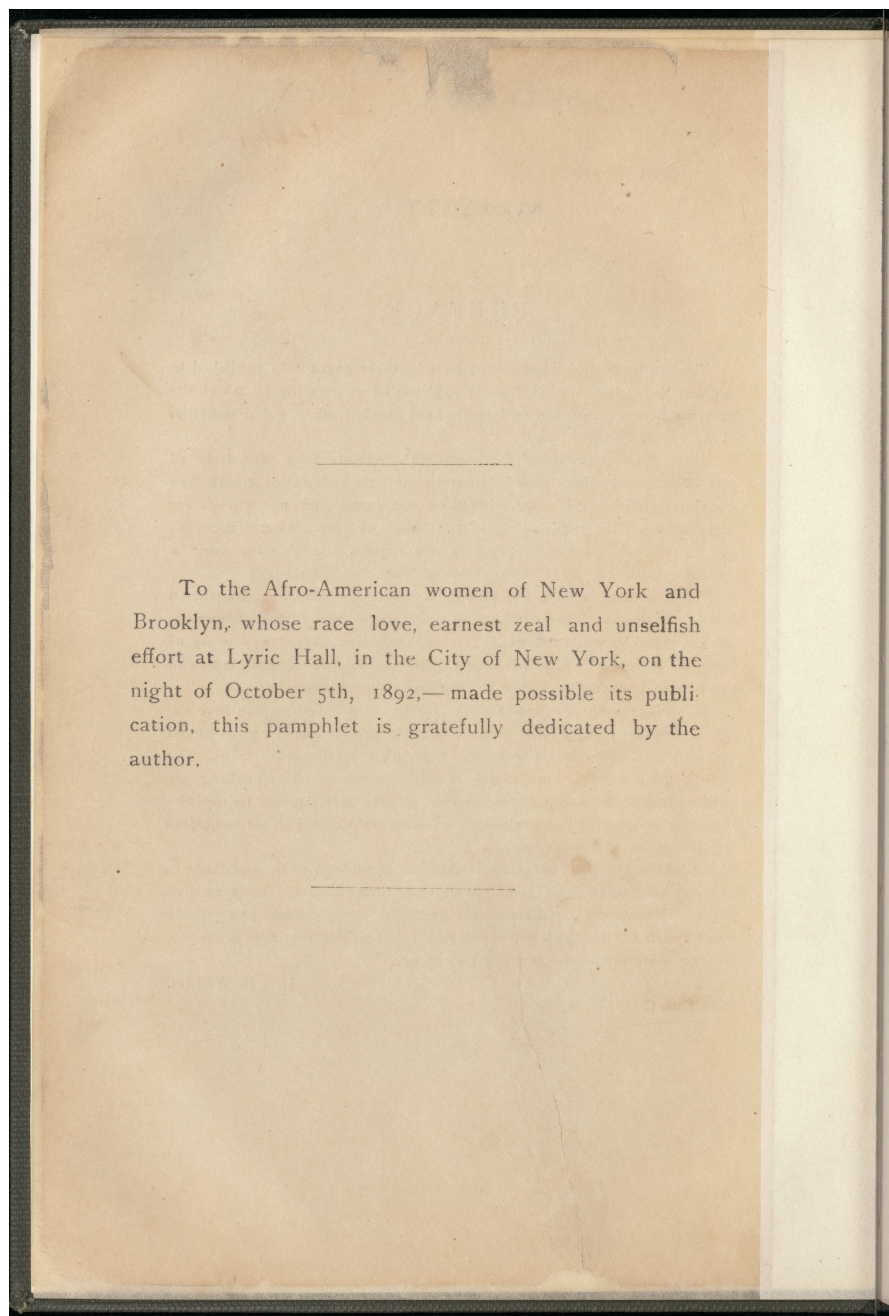 To the Afro-American women of New York and
Brooklyn, whose race love, earnest zeal and unselfish
effort at Lyric Hall, in the City of New York, on the
night of October 5th, 1892,— made possible its publi-
cation, this pamphlet is gratefully dedicated by the
author.